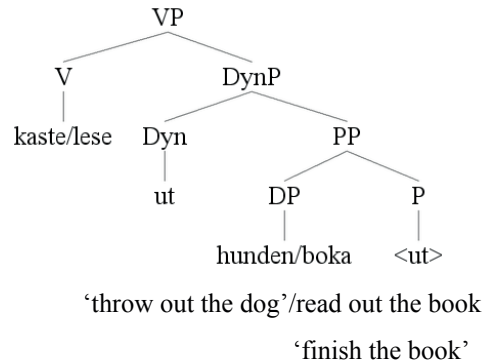 VP
V DynP
kaste/lese Dyn PP
ut DP P
hunden/boka <ut>
‘throw out the dog’/read out the book
‘finish the book’